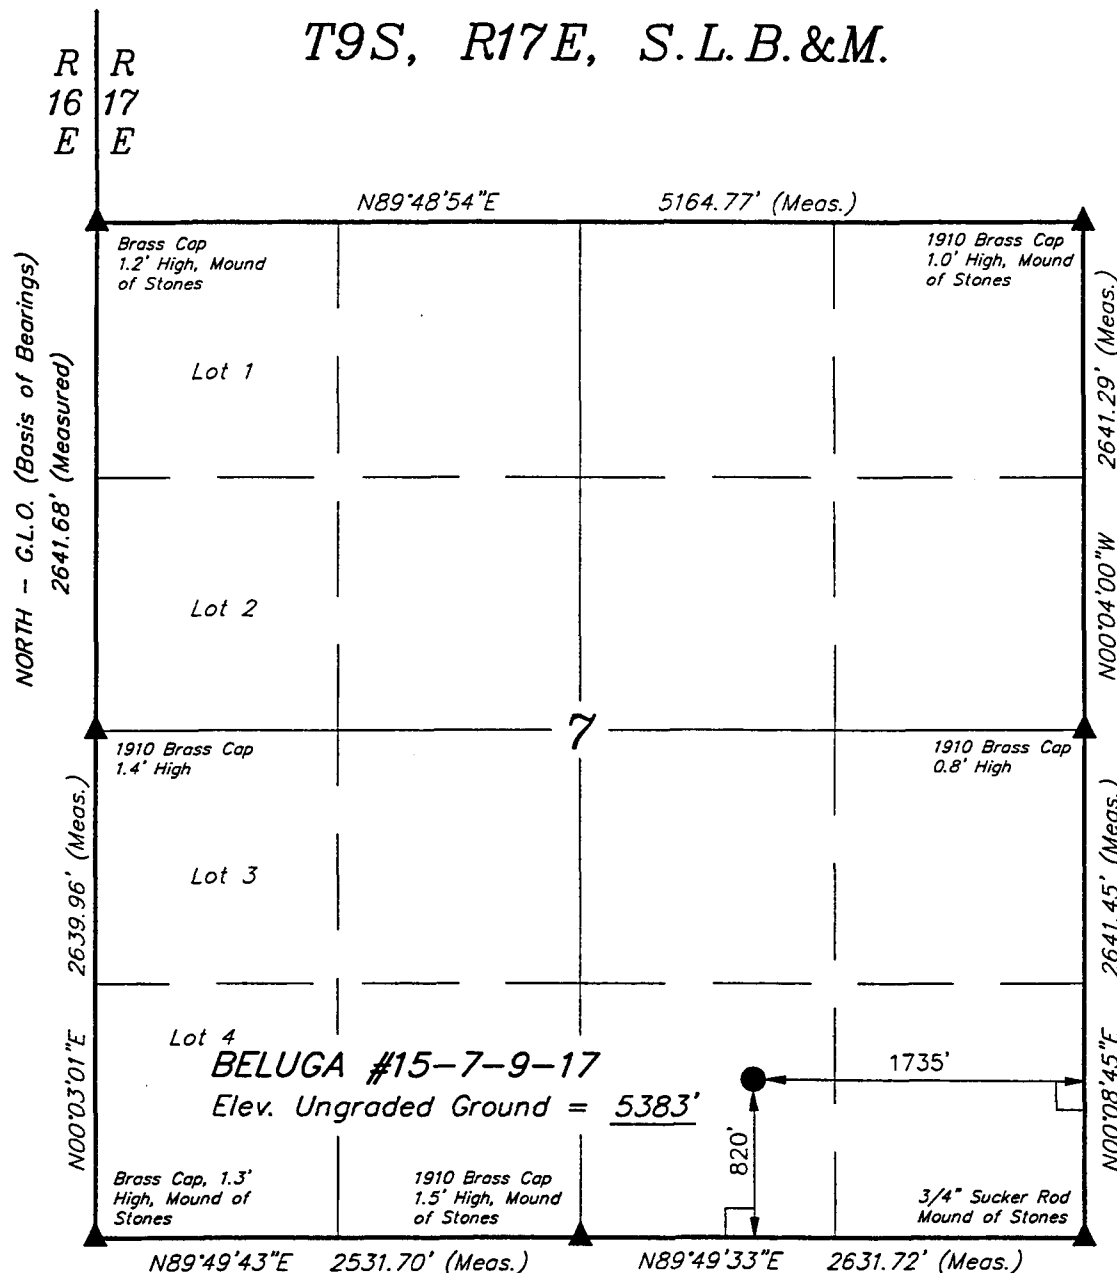 T9S, R17E, S.L.B.&M.
R R
16 17
E E
N89°48'54"E 5164.77' (Meas.)
Brass Cap
1.2' High, Mound
of Stones
1910 Brass Cap
1.0' High, Mound
of Stones
NORTH - G.L.O. (Basis of Bearings)
2641.68' (Measured)
N00°04'00"W 2641.29' (Meas.)
Lot 1
Lot 2
7
1910 Brass Cap
1.4' High
1910 Brass Cap
0.8' High
N00°03'01"E 2639.96' (Meas.)
N00°08'45"E 2641.45' (Meas.)
Lot 3
Lot 4
BELUGA #15-7-9-17
Elev. Ungraded Ground = 5383'
1735'
820'
Brass Cap, 1.3'
High, Mound of
Stones
1910 Brass Cap
1.5' High, Mound
of Stones
3/4" Sucker Rod
Mound of Stones
N89°49'43"E 2531.70' (Meas.)
N89°49'33"E 2631.72' (Meas.)